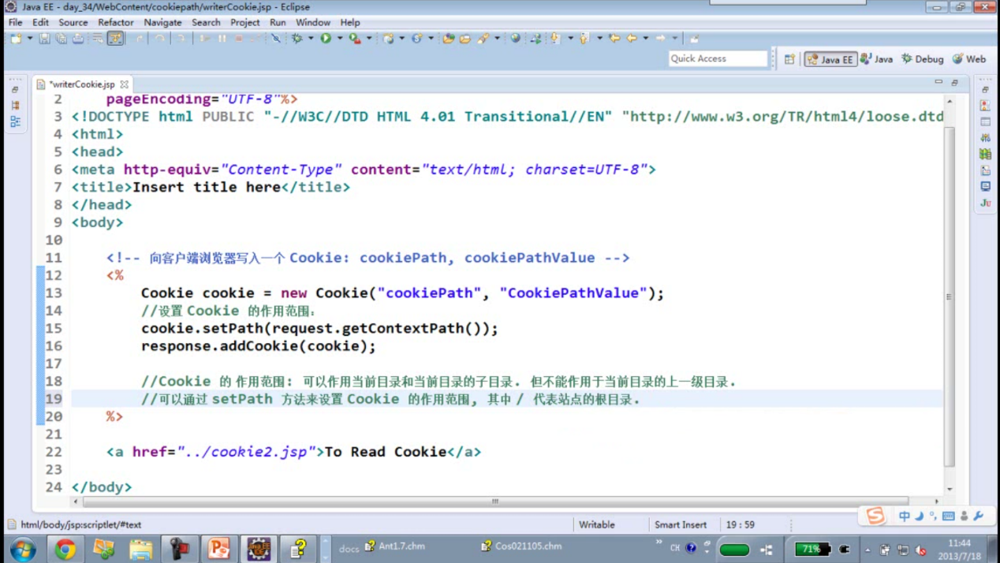 Java EE - day_34/WebContent/cookiepath/writerCookie.jsp - Eclipse
File Edit Source Refactor Navigate Search Project Run Window Help
Quick Access
Java EE Java Debug Web
*writerCookie.jsp
2 pageEncoding="UTF-8"%>
3 <!DOCTYPE html PUBLIC "-//W3C//DTD HTML 4.01 Transitional//EN" "http://www.w3.org/TR/html4/loose.dtd
4 <html>
5 <head>
6 <meta http-equiv="Content-Type" content="text/html; charset=UTF-8">
7 <title>Insert title here</title>
8 </head>
9 <body>
10
11 <!-- 向客户端浏览器写入一个 Cookie: cookiePath, cookiePathValue -->
12 <%
13 Cookie cookie = new Cookie("cookiePath", "CookiePathValue");
14 //设置 Cookie 的作用范围:
15 cookie.setPath(request.getContextPath());
16 response.addCookie(cookie);
17
18 //Cookie 的 作用范围: 可以作用当前目录和当前目录的子目录. 但不能作用于当前目录的上一级目录.
19 //可以通过 setPath 方法来设置 Cookie 的作用范围, 其中 / 代表站点的根目录.
20 %>
21
22 <a href="../cookie2.jsp">To Read Cookie</a>
23
24 </body>
html/body/jsp:scriptlet/#text
Writable
Smart Insert
19 : 59
中
docs
Ant1.7.chm
Cos021105.chm
CH
71%
11:44
2013/7/18